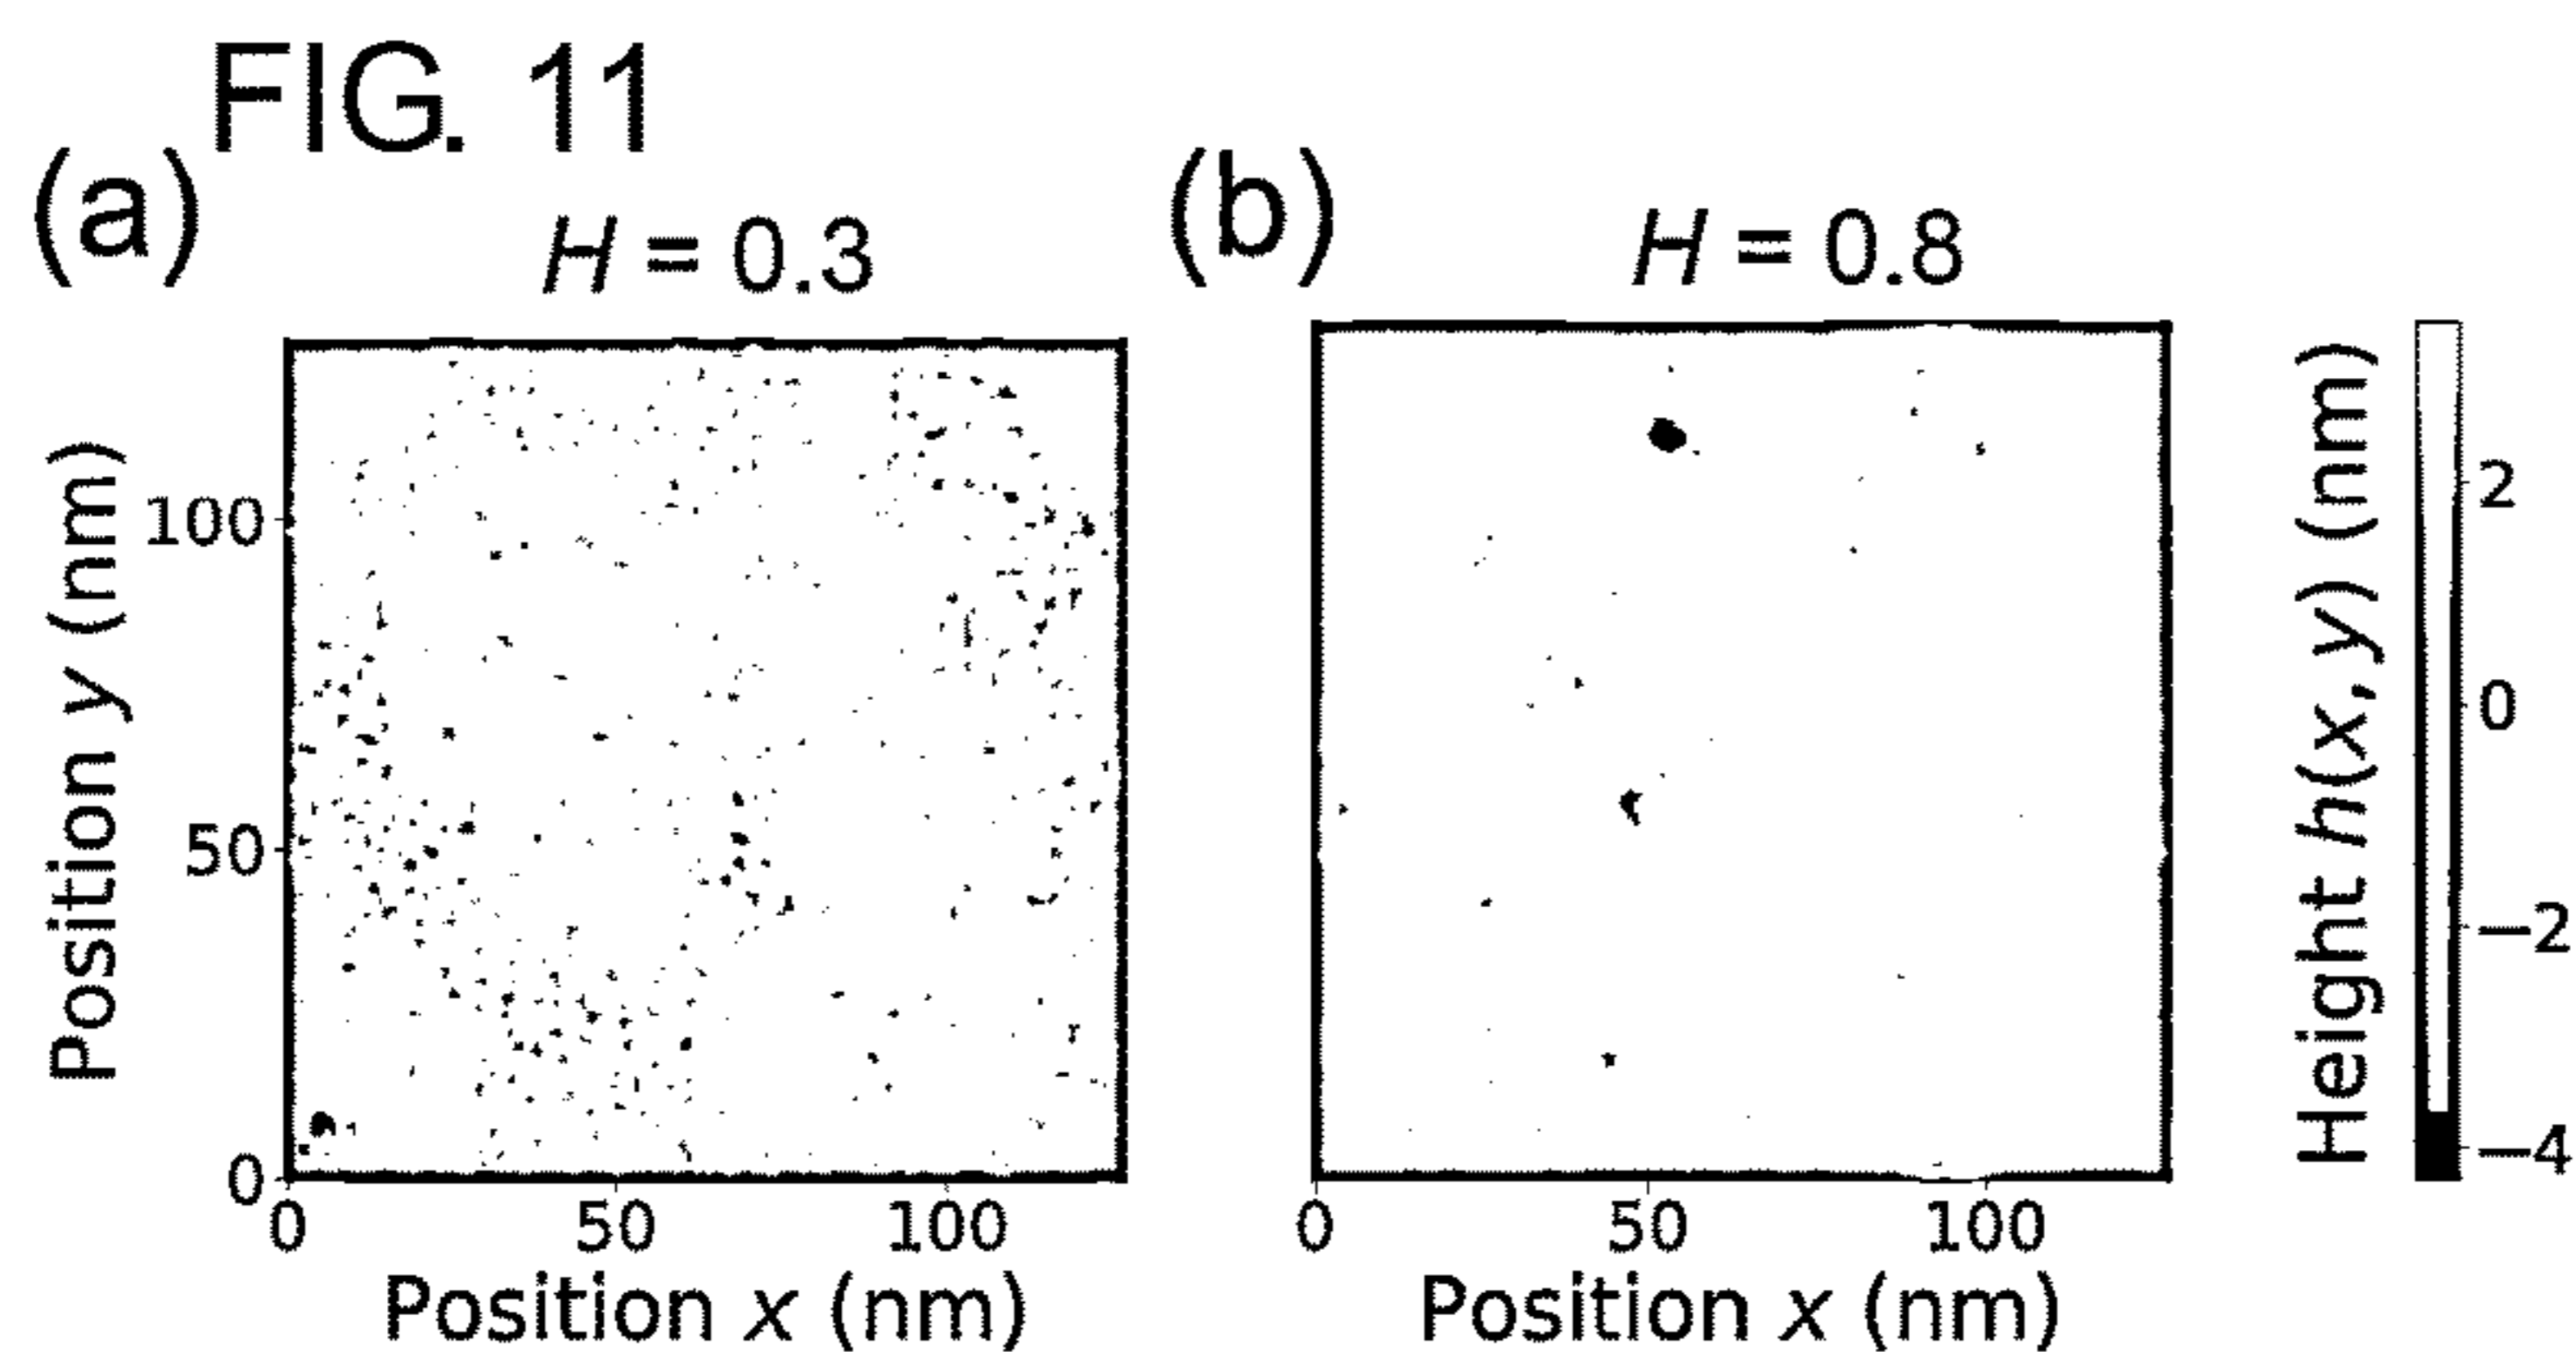 FIG. 11
(a)
H = 0.3
Position y (nm)
100
50
0
0 50 100
Position x (nm)
(b)
H = 0.8
0 50 100
Position x (nm)
Height h(x, y) (nm)
2
0
−2
−4